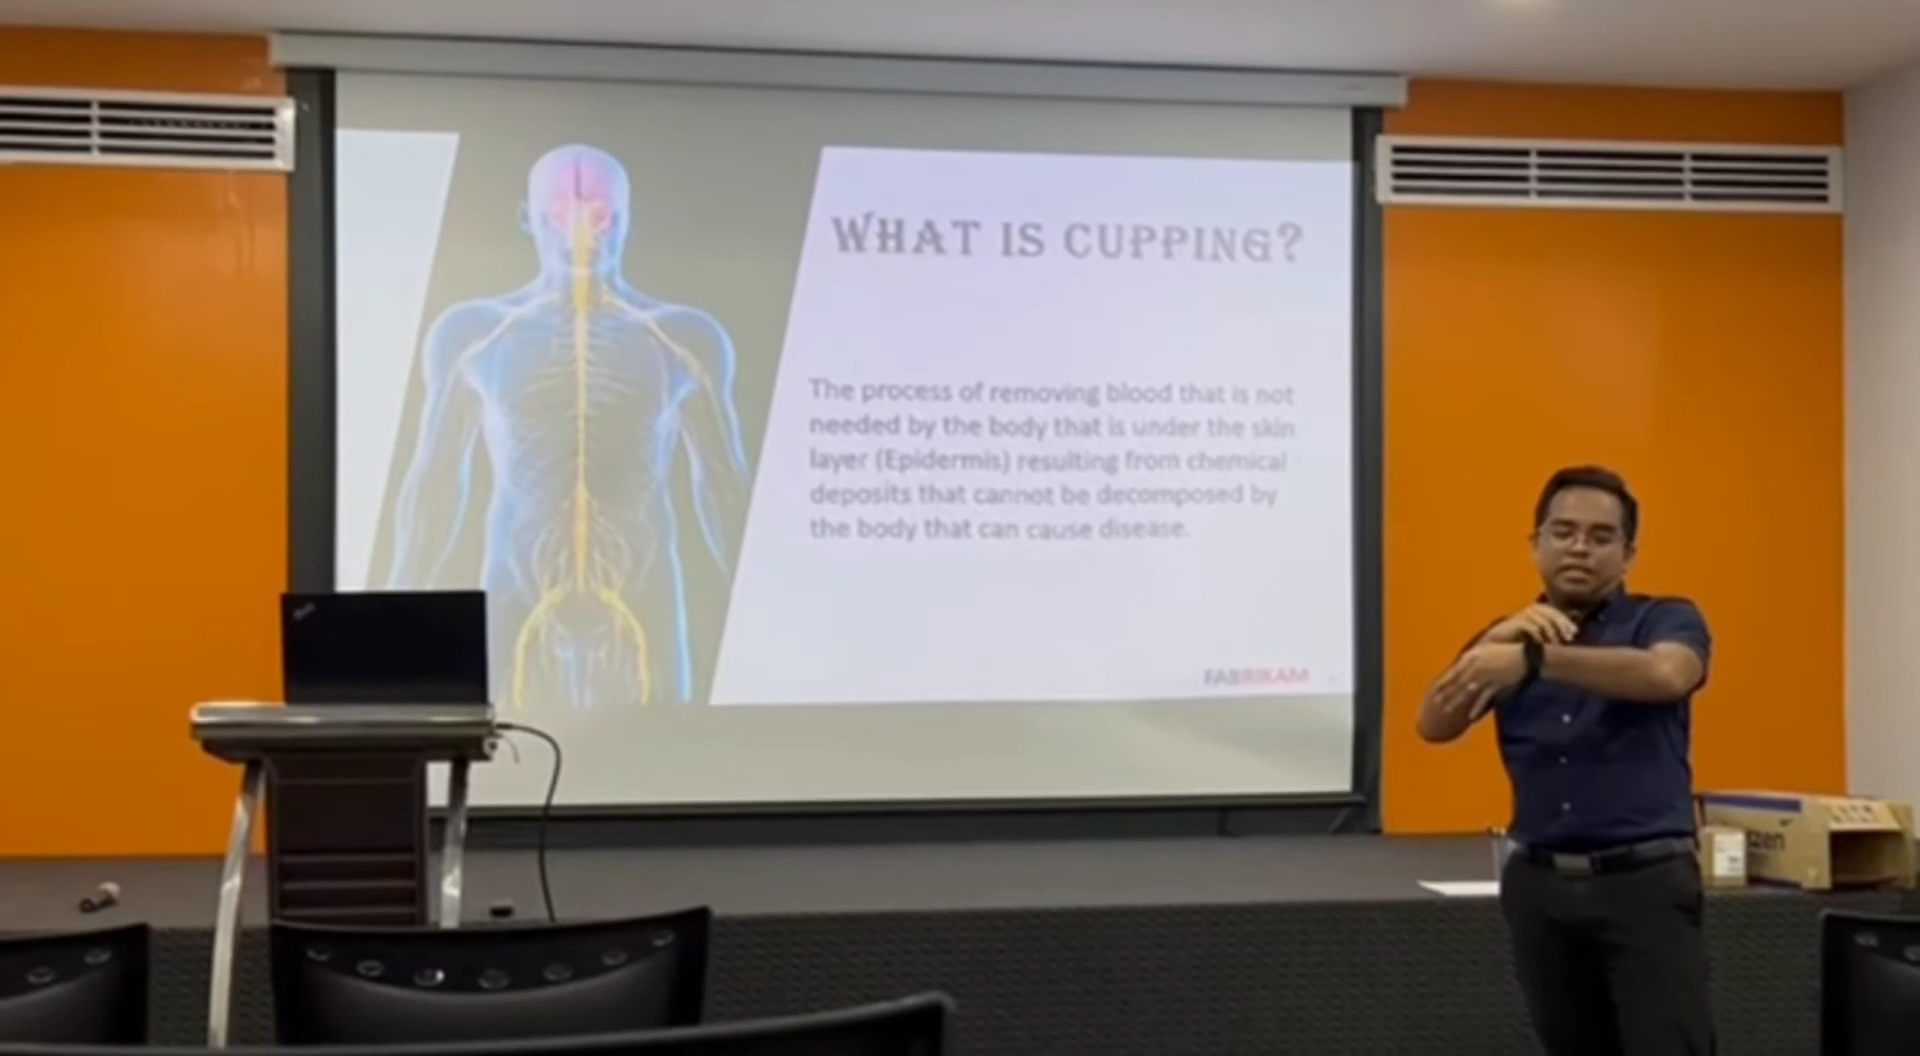 WHAT IS CUPPING?
The process of removing blood that is not
needed by the body that is under the skin
layer (Epidermis) resulting from chemical
deposits that cannot be decomposed by
the body that can cause disease.
FABRIKAM